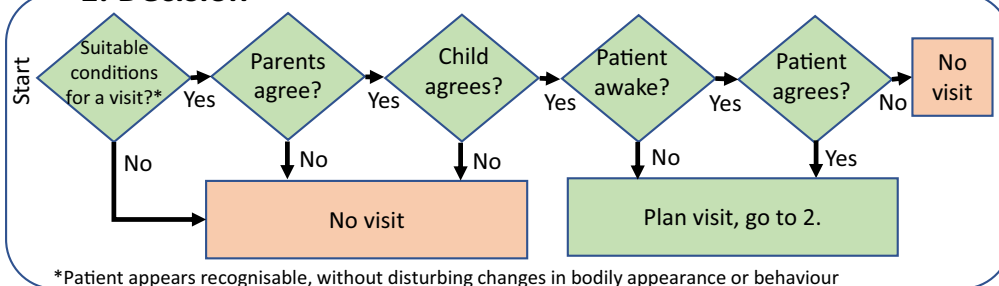 Start
Suitable
conditions
for a visit?*
Yes
Parents
agree?
Yes
Child
agrees?
Yes
Patient
awake?
Yes
Patient
agrees?
No
No
visit
No
No
No
No
Yes
No visit
Plan visit, go to 2.
*Patient appears recognisable, without disturbing changes in bodily appearance or behaviour